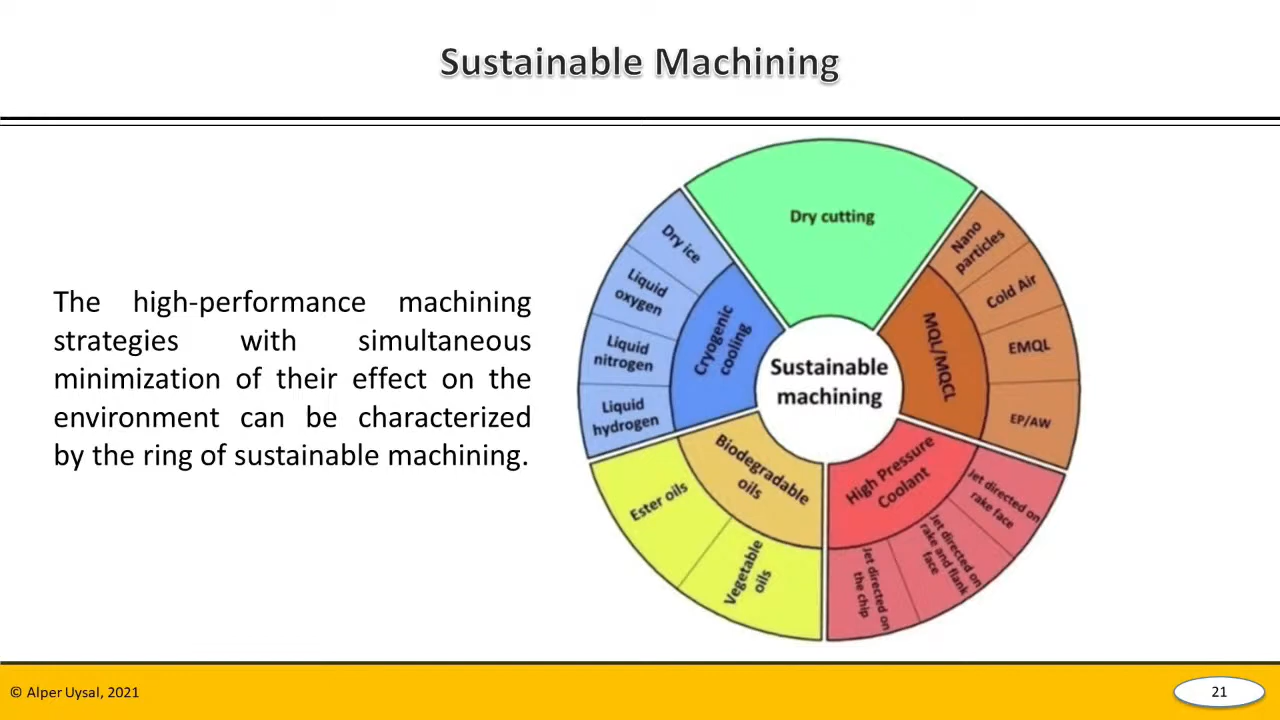 Sustainable Machining
The high-performance machining
strategies with simultaneous
minimization of their effect on the
environment can be characterized
by the ring of sustainable machining.
Dry cutting
Nano
particles
Cold Air
EMQL
EP/AW
MQL/MQCL
Jet directed on
rake face
Jet directed on
rake and flank
face
Jet directed on
the chip
High Pressure
Coolant
Biodegradable
oils
Vegetable
oils
Ester oils
Cryogenic
cooling
Liquid
hydrogen
Liquid
nitrogen
Liquid
oxygen
Dry ice
Sustainable
machining
© Alper Uysal, 2021
21